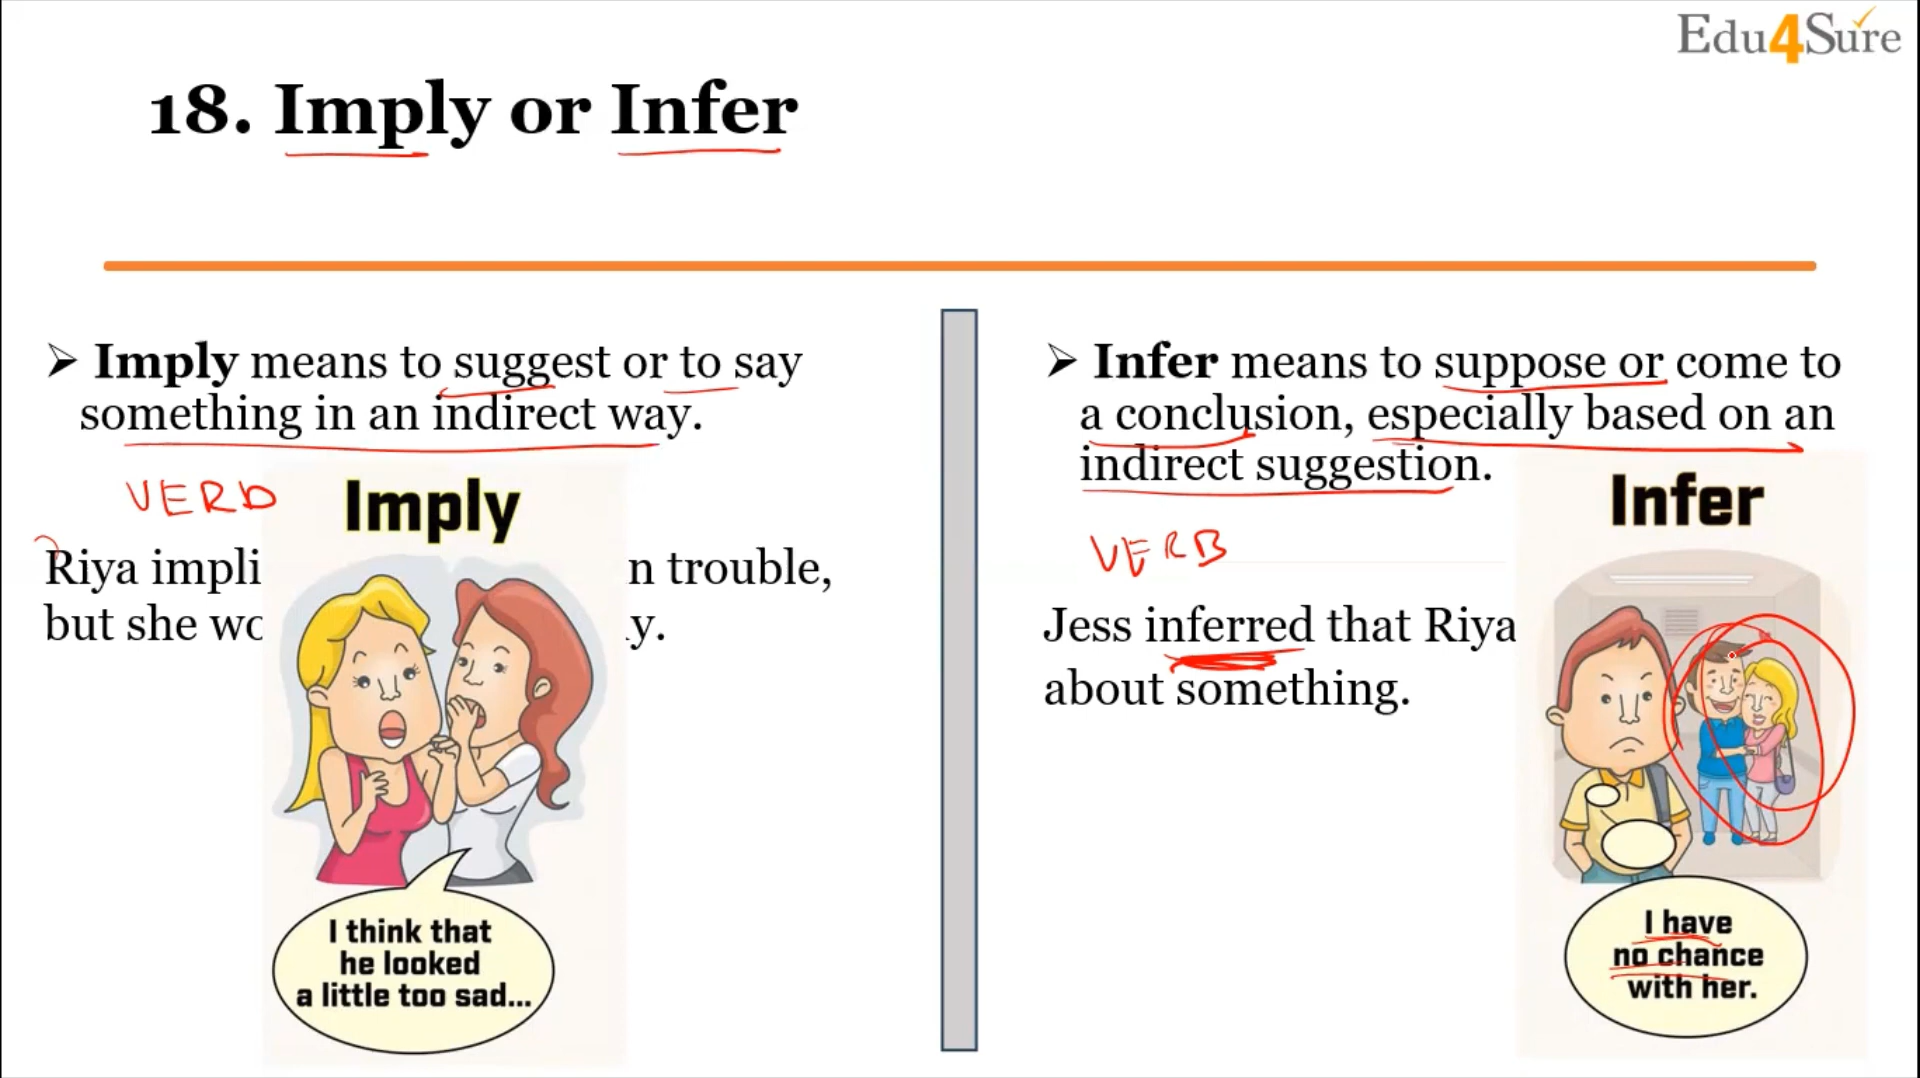 Edu4Sure
18. Imply or Infer
➢ Imply means to suggest or to say
something in an indirect way.
VERB
Imply
Riya impli n trouble,
but she wo y.
I think that
he looked
a little too sad...
➢ Infer means to suppose or come to
a conclusion, especially based on an
indirect suggestion.
VERB
Infer
Jess inferred that Riya
about something.
I have
no chance
with her.